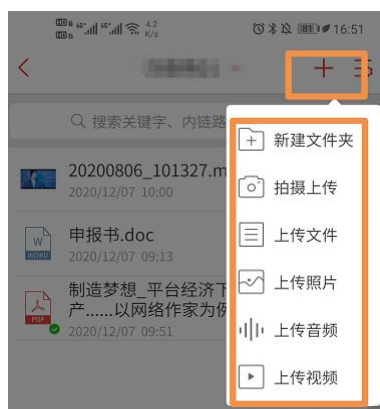 HD B 4G+ 4G+ 4.2 16:51
HD B K/s
搜索关键字、内链路
新建文件夹
20200806_101327.m
2020/12/07 10:00
拍摄上传
申报书.doc
W
WORD
2020/12/07 09:13
上传文件
制造梦想_平台经济下
上传照片
产......以网络作家为例
PDF
2020/12/07 09:51
上传音频
上传视频